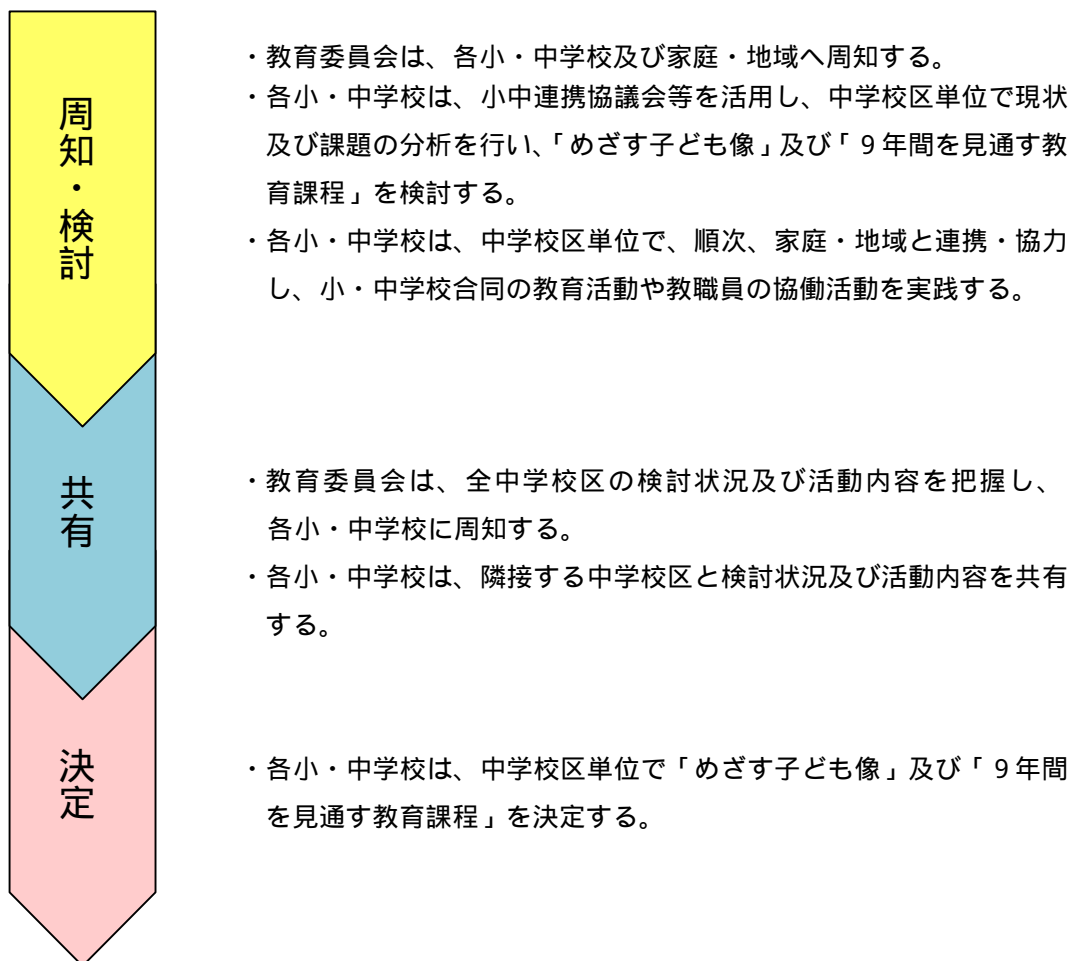 周知・検討
・教育委員会は、各小・中学校及び家庭・地域へ周知する。
・各小・中学校は、小中連携協議会等を活用し、中学校区単位で現状
及び課題の分析を行い、「めざす子ども像」及び「９年間を見通す教
育課程」を検討する。
・各小・中学校は、中学校区単位で、順次、家庭・地域と連携・協力
し、小・中学校合同の教育活動や教職員の協働活動を実践する。
共有
・教育委員会は、全中学校区の検討状況及び活動内容を把握し、
各小・中学校に周知する。
・各小・中学校は、隣接する中学校区と検討状況及び活動内容を共有
する。
決定
・各小・中学校は、中学校区単位で「めざす子ども像」及び「９年間
を見通す教育課程」を決定する。